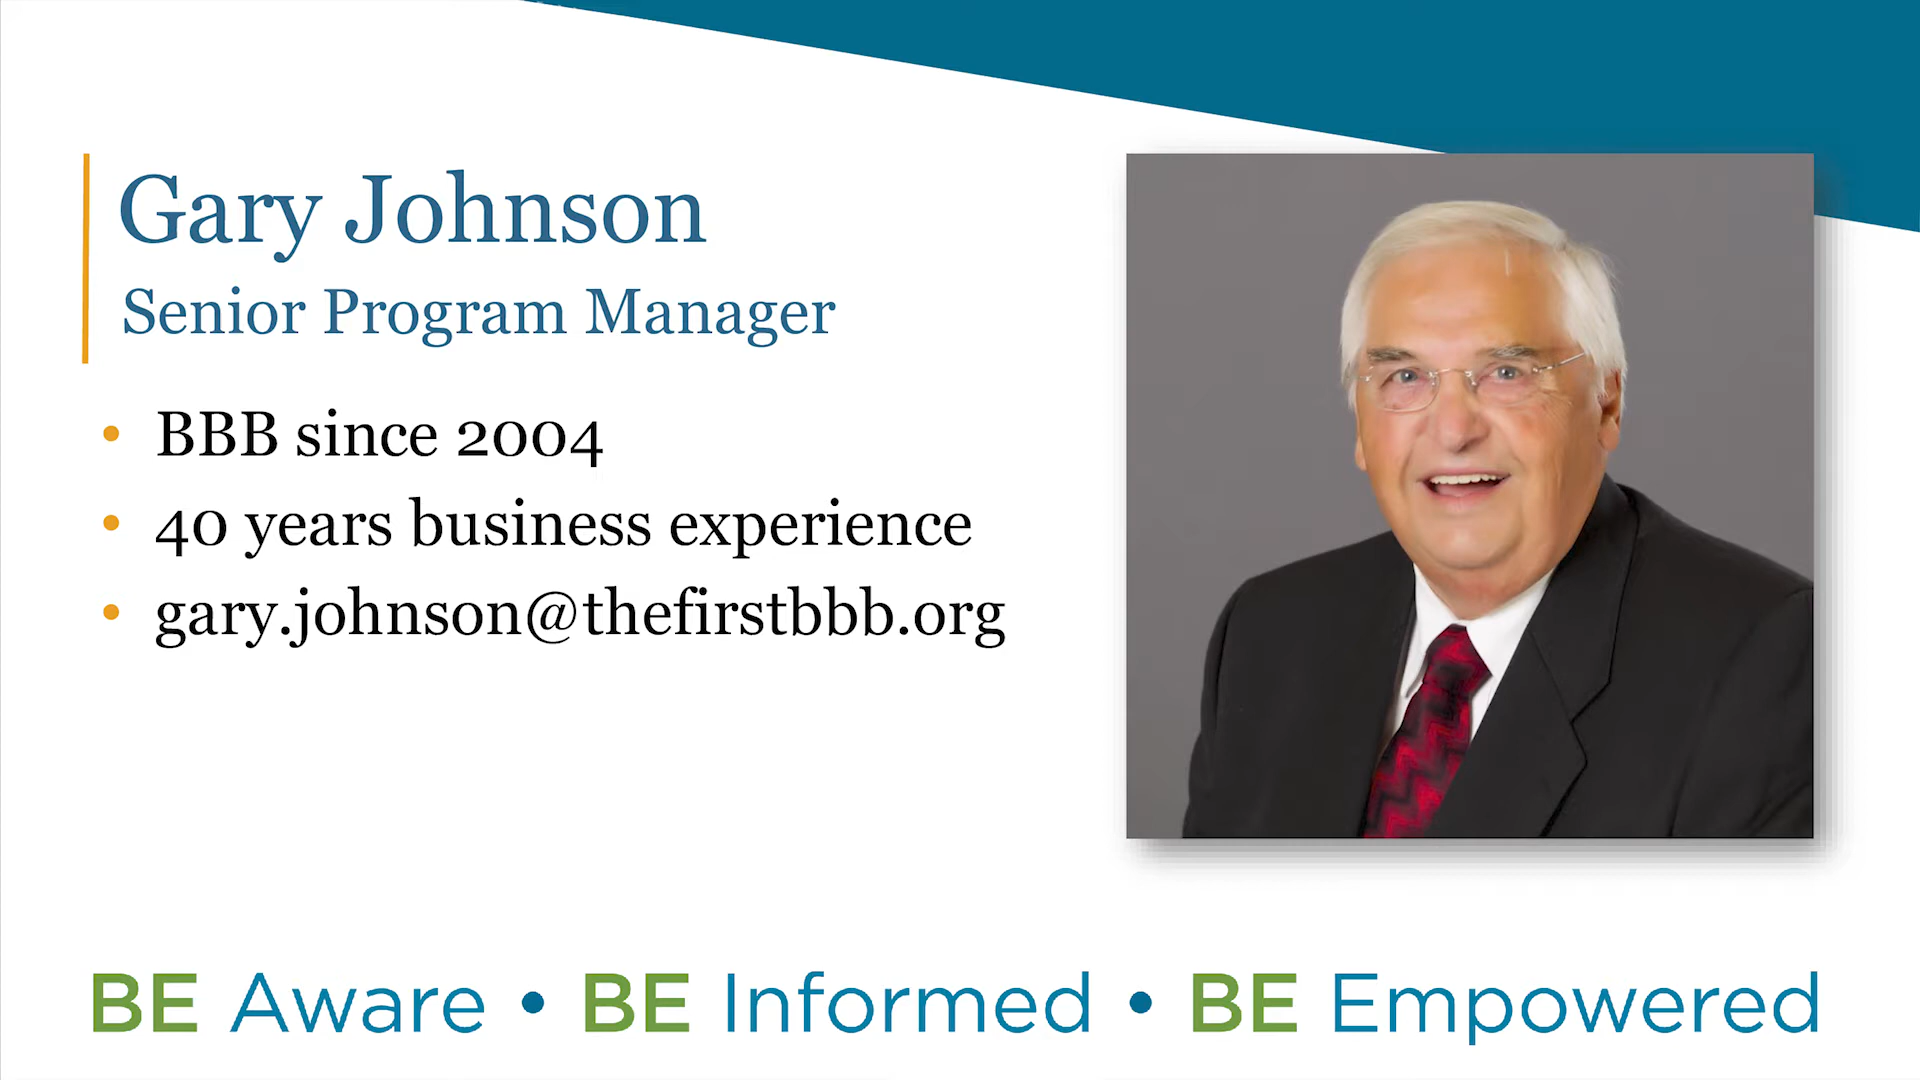 Gary Johnson
Senior Program Manager
• BBB since 2004
• 40 years business experience
• gary.johnson@thefirstbbb.org
BE Aware • BE Informed • BE Empowered